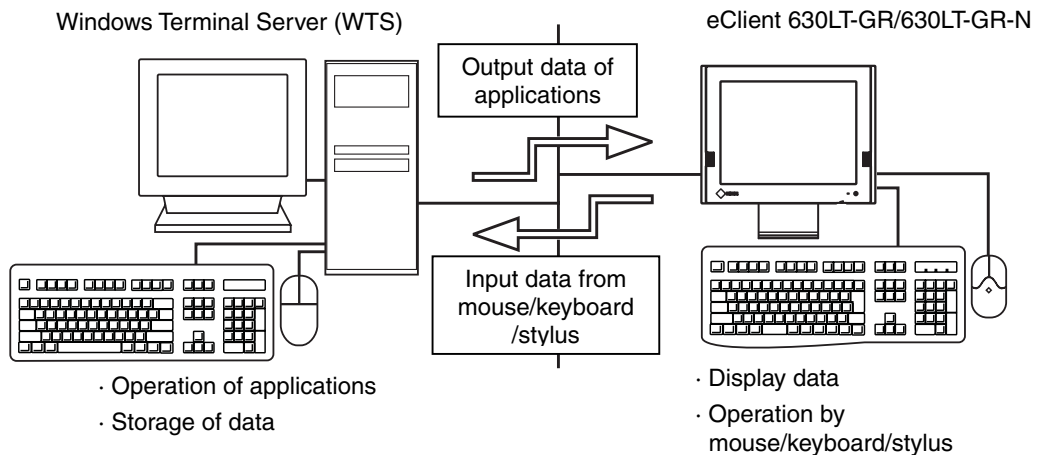 Windows Terminal Server (WTS)
eClient 630LT-GR/630LT-GR-N
Output data of
applications
Input data from
mouse/keyboard
/stylus
· Operation of applications
· Storage of data
· Display data
· Operation by
mouse/keyboard/stylus